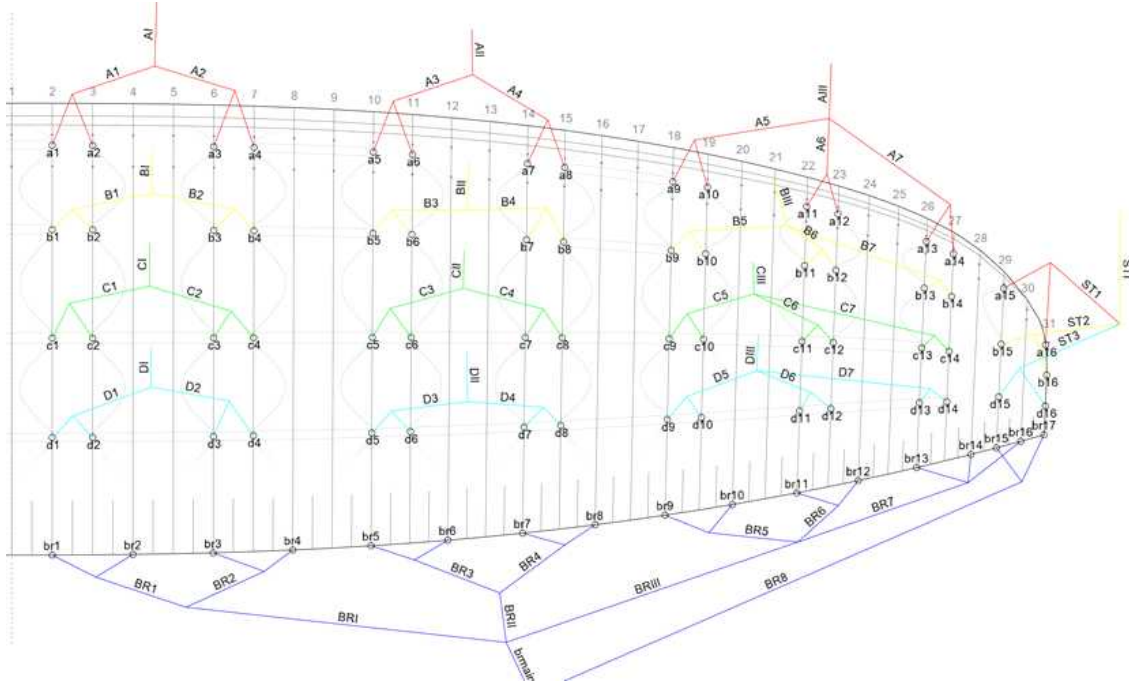 AI
AII
AIII
A1 A2 A3 A4 A5 A6 A7
1 2 3 4 5 6 7 8 9 10 11 12 13 14 15 16 17 18 19 20 21 22 23 24 25 26 27 28 29 30 31
a1 a2 a3 a4 a5 a6 a7 a8 a9 a10 a11 a12 a13 a14 a15 a16
BI BII BIII
B1 B2 B3 B4 B5 B6 B7
b1 b2 b3 b4 b5 b6 b7 b8 b9 b10 b11 b12 b13 b14 b15 b16
ST1
ST2
ST3
CI CII CIII
C1 C2 C3 C4 C5 C6 C7
c1 c2 c3 c4 c5 c6 c7 c8 c9 c10 c11 c12 c13 c14
DI DII DIII
D1 D2 D3 D4 D5 D6 D7
d1 d2 d3 d4 d5 d6 d7 d8 d9 d10 d11 d12 d13 d14 d15 d16
br1 br2 br3 br4 br5 br6 br7 br8 br9 br10 br11 br12 br13 br14 br15 br16 br17
BR1 BR2 BR3 BR4 BR5 BR6 BR7
BRI BRII BRIII BR8
brmain